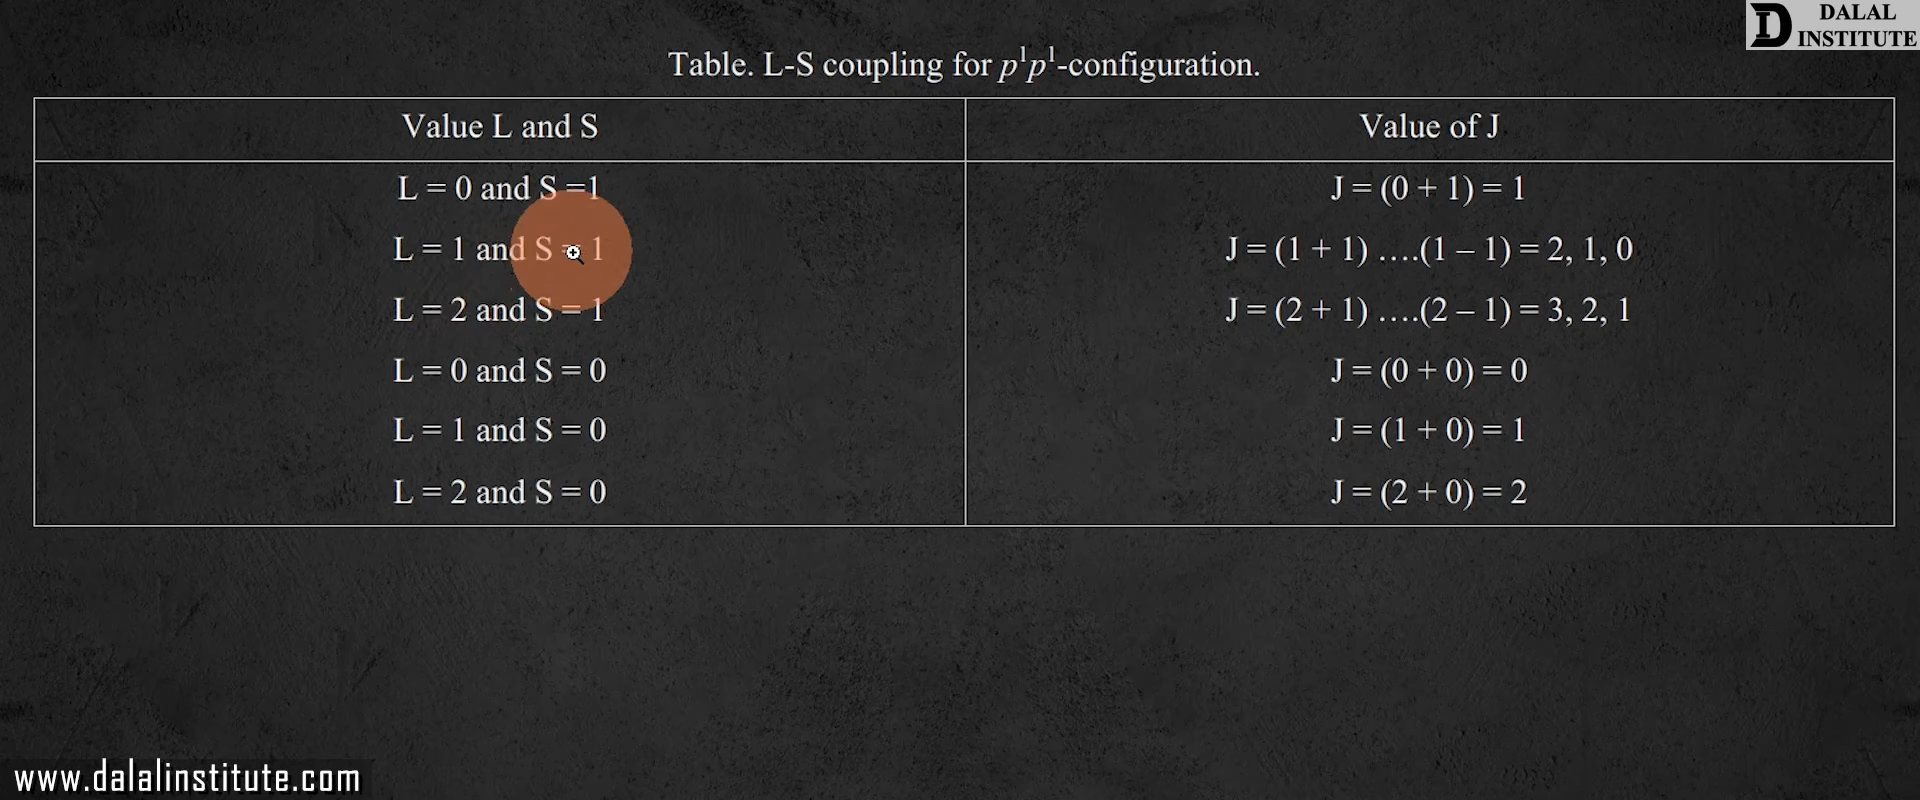 DALAL
INSTITUTE
Table. L-S coupling for p¹p¹-configuration.
Value L and S
Value of J
L = 0 and S =1
J = (0 + 1) = 1
L = 1 and S = 1
J = (1 + 1) ….(1 – 1) = 2, 1, 0
L = 2 and S = 1
J = (2 + 1) ….(2 – 1) = 3, 2, 1
L = 0 and S = 0
J = (0 + 0) = 0
L = 1 and S = 0
J = (1 + 0) = 1
L = 2 and S = 0
J = (2 + 0) = 2
www.dalalinstitute.com